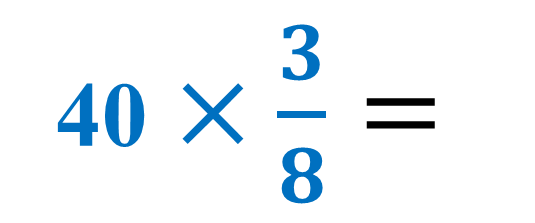 40 × 3/8 =